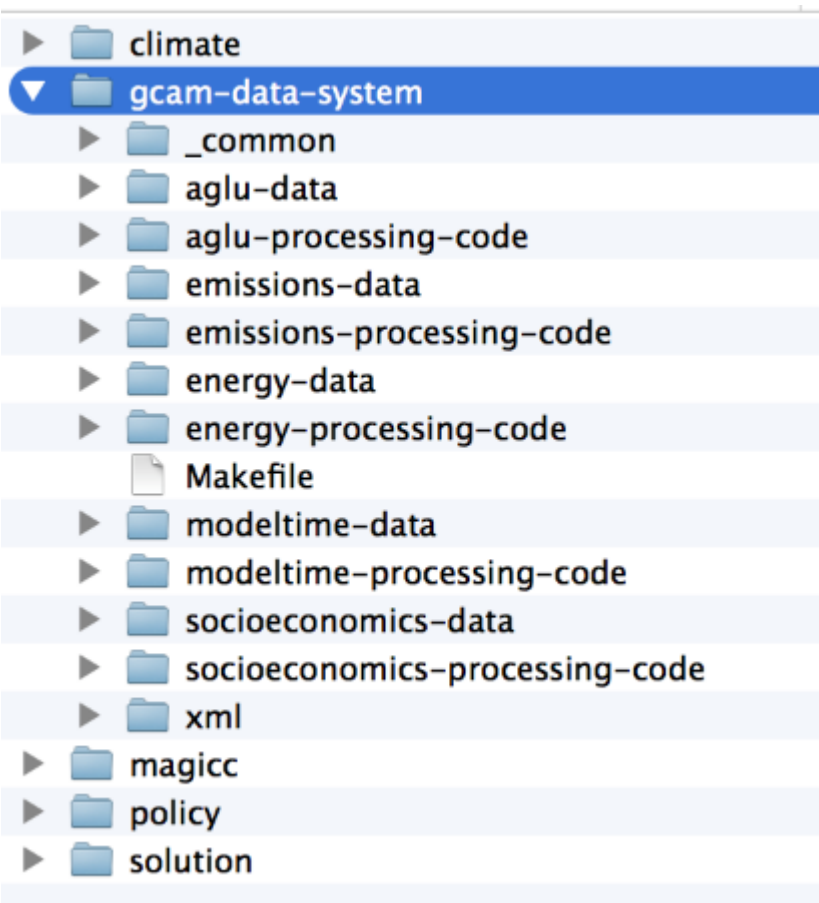 climate
gcam-data-system
_common
aglu-data
aglu-processing-code
emissions-data
emissions-processing-code
energy-data
energy-processing-code
Makefile
modeltime-data
modeltime-processing-code
socioeconomics-data
socioeconomics-processing-code
xml
magicc
policy
solution